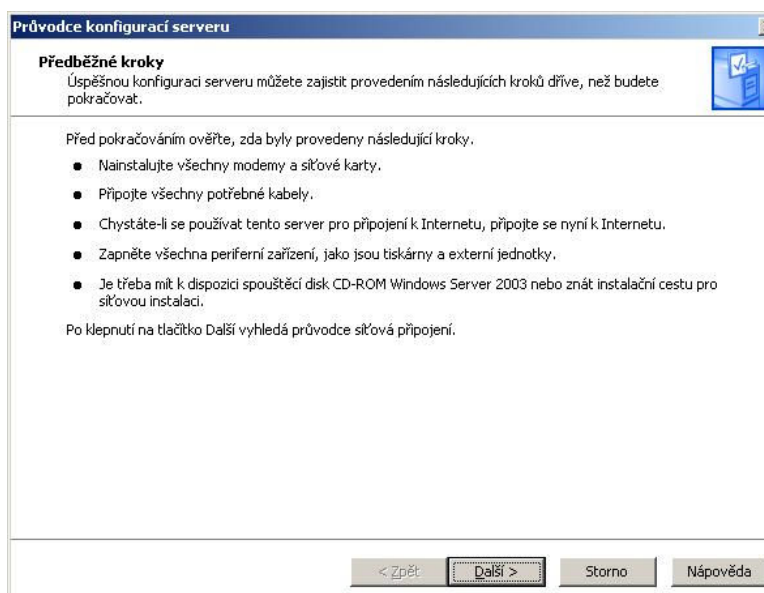 Průvodce konfigurací serveru
Předběžné kroky
Úspěšnou konfiguraci serveru můžete zajistit provedením následujících kroků dříve, než budete
pokračovat.
Před pokračováním ověřte, zda byly provedeny následující kroky.
● Nainstalujte všechny modemy a síťové karty.
● Připojte všechny potřebné kabely.
● Chystáte-li se používat tento server pro připojení k Internetu, připojte se nyní k Internetu.
● Zapněte všechna periferní zařízení, jako jsou tiskárny a externí jednotky.
● Je třeba mít k dispozici spouštěcí disk CD-ROM Windows Server 2003 nebo znát instalační cestu pro
síťovou instalaci.
Po klepnutí na tlačítko Další vyhledá průvodce síťová připojení.
< Zpět Další > Storno Nápověda